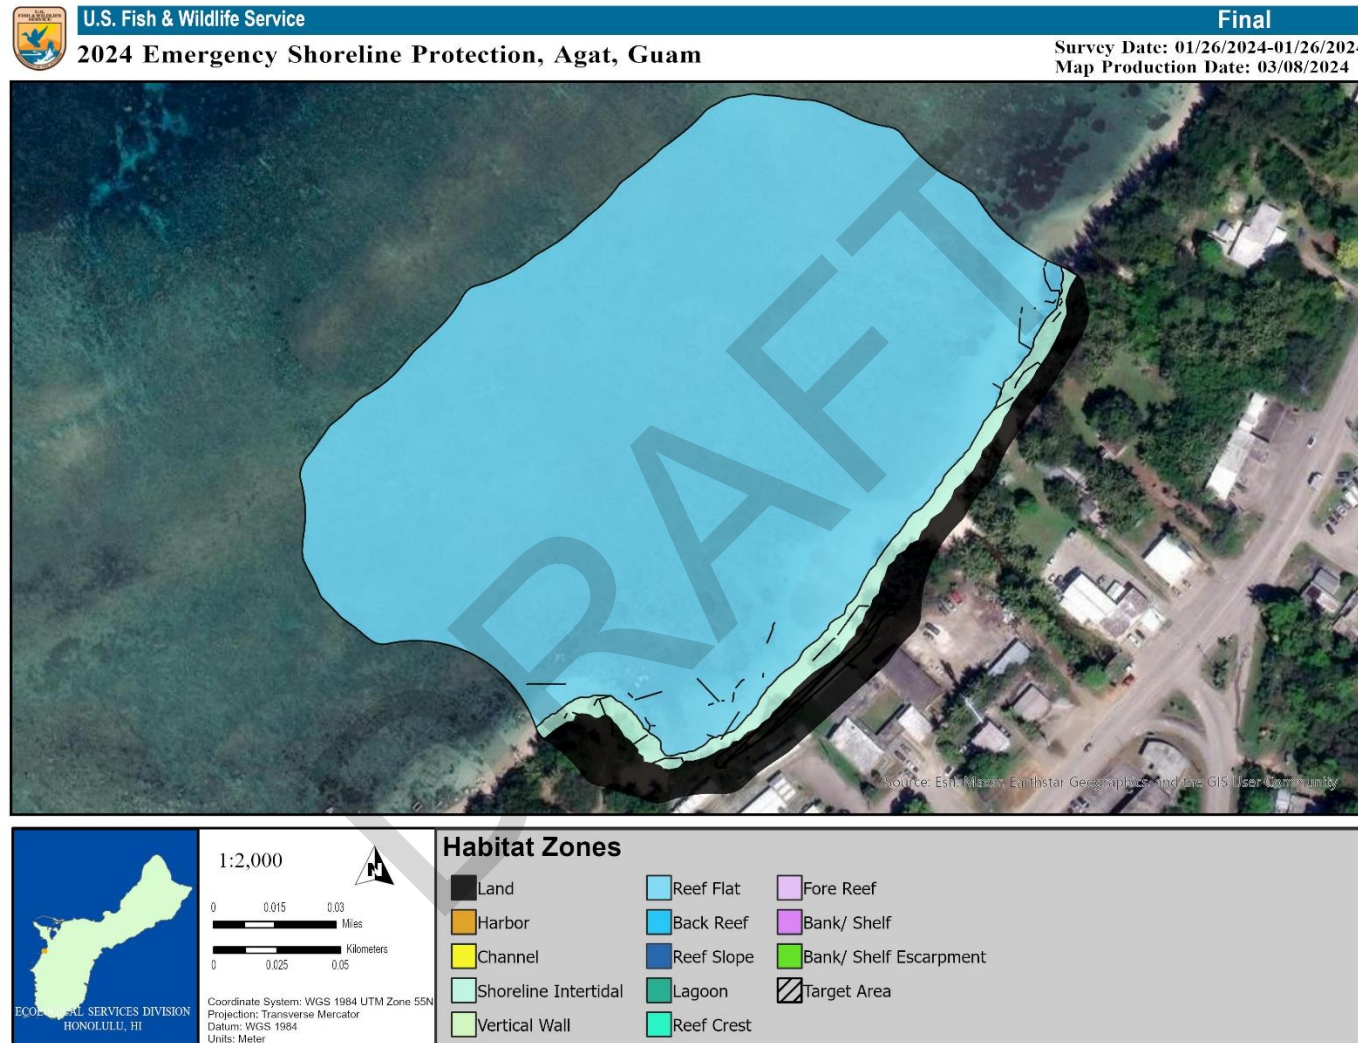 U.S.
FISH & WILDLIFE
SERVICE
U.S. Fish & Wildlife Service
Final
2024 Emergency Shoreline Protection, Agat, Guam
Survey Date: 01/26/2024-01/26/2024
Map Production Date: 03/08/2024
DRAFT
Source: Esri, Maxar, Earthstar Geographics, and the GIS User Community
ECOLOGICAL SERVICES DIVISION
HONOLULU, HI
1:2,000
N
0 0.015 0.03
Miles
Kilometers
0 0.025 0.05
Coordinate System: WGS 1984 UTM Zone 55N
Projection: Transverse Mercator
Datum: WGS 1984
Units: Meter
Habitat Zones
Land
Harbor
Channel
Shoreline Intertidal
Vertical Wall
Reef Flat
Back Reef
Reef Slope
Lagoon
Reef Crest
Fore Reef
Bank/ Shelf
Bank/ Shelf Escarpment
Target Area